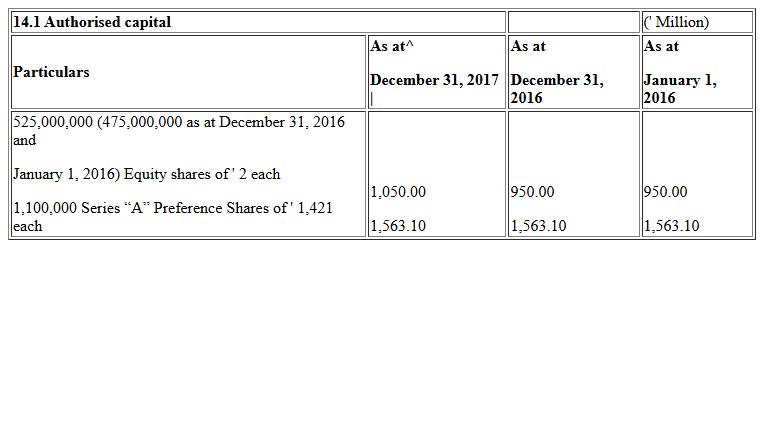 14.1 Authorised capital (' Million)
Particulars
As at^
December 31, 2017
|
As at
December 31,
2016
As at
January 1,
2016
525,000,000 (475,000,000 as at December 31, 2016
and
January 1, 2016) Equity shares of ' 2 each
1,100,000 Series “A” Preference Shares of ' 1,421
each
1,050.00
1,563.10
950.00
1,563.10
950.00
1,563.10